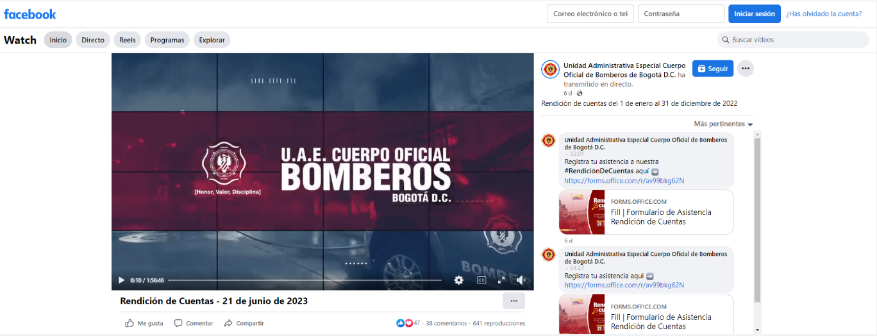 facebook
Correo electrónico o tel
Contraseña
Iniciar sesión
¿Has olvidado la cuenta?
Watch
Inicio
Directo
Reels
Programas
Explorar
Buscar vídeos
U.A.E. CUERPO OFICIAL
BOMBEROS
BOGOTÁ D.C.
[Honor, Valor, Disciplina]
BOMBE
0:10 / 1:56:46
Rendición de Cuentas - 21 de junio de 2023
...
Me gusta
Comentar
Compartir
47 · 38 comentarios · 641 reproducciones
Unidad Administrativa Especial Cuerpo
Oficial de Bomberos de Bogotá D.C. ha
transmitido en directo.
6 d ·
Seguir
...
Rendición de cuentas del 1 de enero al 31 de diciembre de 2022
Más pertinentes
Unidad Administrativa Especial Cuerpo Oficial de Bomberos
de Bogotá D.C.
Registra tu asistencia a nuestra
#RendiciónDeCuentas aquí
https://forms.office.com/r/av99bkg62N
FORMS.OFFICE.COM
Fill | Formulario de Asistencia
Rendición de Cuentas
6 d
Unidad Administrativa Especial Cuerpo Oficial de Bomberos
de Bogotá D.C.
Registra tu asistencia aquí
https://forms.office.com/r/av99bkg62N
FORMS.OFFICE.COM
Fill | Formulario de Asistencia
Rendición de Cuentas